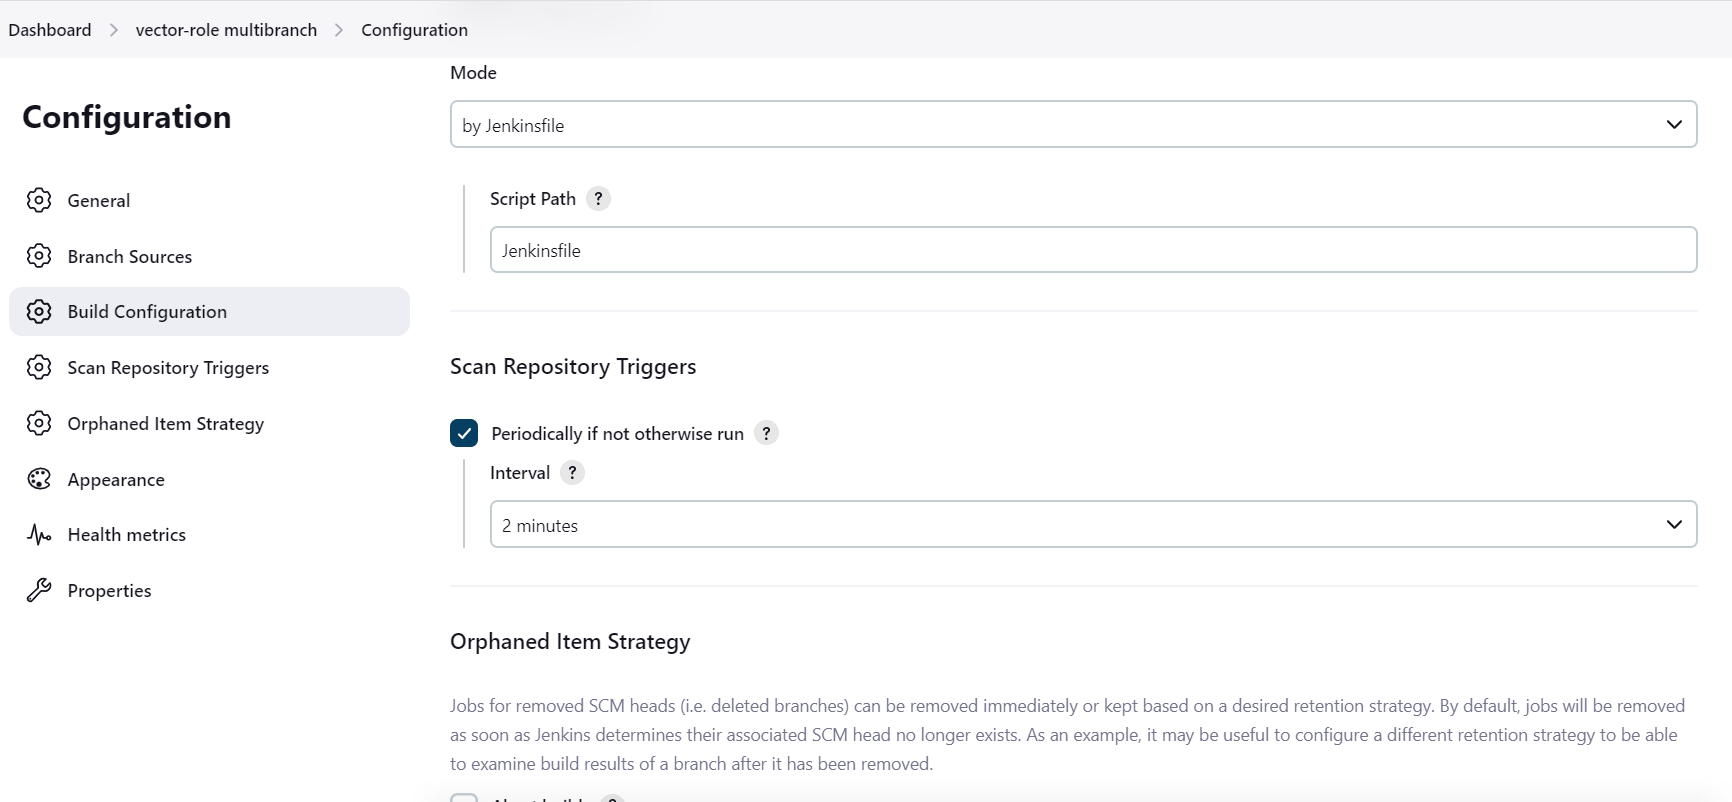 Dashboard > vector-role multibranch > Configuration
Configuration
General
Branch Sources
Build Configuration
Scan Repository Triggers
Orphaned Item Strategy
Appearance
Health metrics
Properties
Mode
by Jenkinsfile
Script Path ?
Jenkinsfile
Scan Repository Triggers
Periodically if not otherwise run ?
Interval ?
2 minutes
Orphaned Item Strategy
Jobs for removed SCM heads (i.e. deleted branches) can be removed immediately or kept based on a desired retention strategy. By default, jobs will be removed
as soon as Jenkins determines their associated SCM head no longer exists. As an example, it may be useful to configure a different retention strategy to be able
to examine build results of a branch after it has been removed.